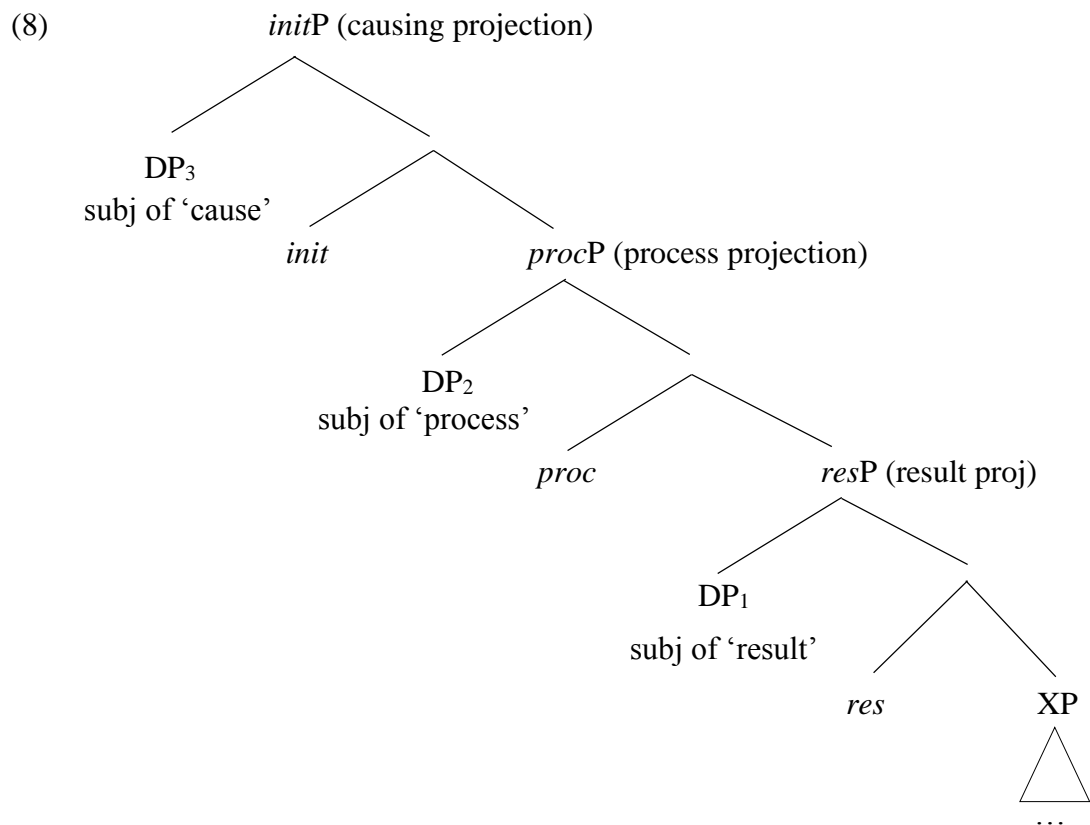 (8) initP (causing projection)
DP₃
subj of ‘cause’
init procP (process projection)
DP₂
subj of ‘process’
proc resP (result proj)
DP₁
subj of ‘result’
res XP
…